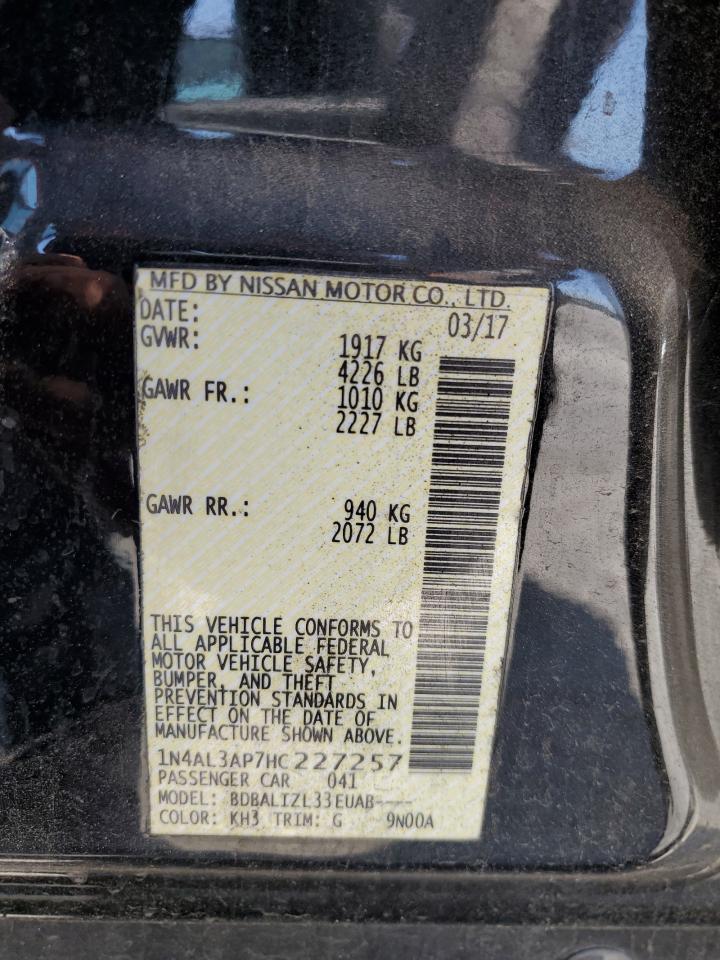 MFD BY NISSAN MOTOR CO., LTD.
DATE: 03/17
GVWR: 1917 KG
4226 LB
GAWR FR.: 1010 KG
2227 LB
GAWR RR.: 940 KG
2072 LB
THIS VEHICLE CONFORMS TO
ALL APPLICABLE FEDERAL
MOTOR VEHICLE SAFETY,
BUMPER, AND THEFT
PREVENTION STANDARDS IN
EFFECT ON THE DATE OF
MANUFACTURE SHOWN ABOVE.
1N4AL3AP7HC227257
PASSENGER CAR 041
MODEL: BDBALIZL33EUAB----
COLOR: KH3 TRIM: G 9N00A